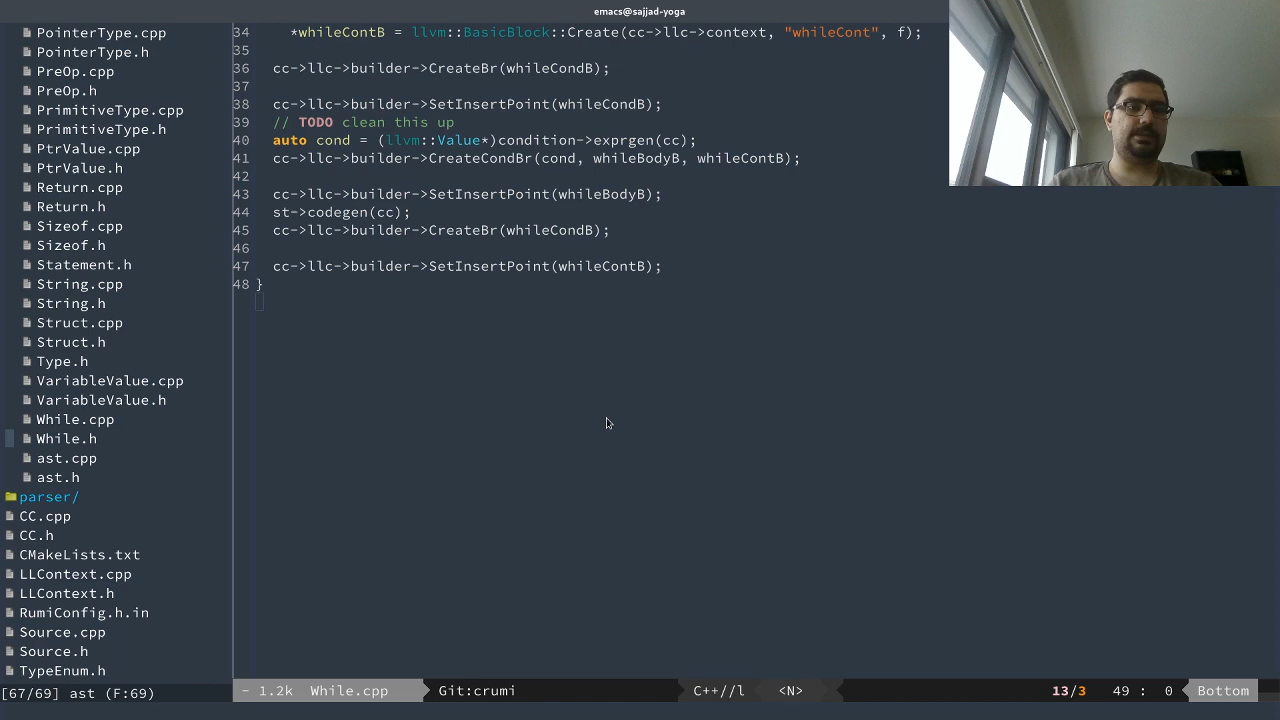 emacs@sajjad-yoga
PointerType.cpp
PointerType.h
PreOp.cpp
PreOp.h
PrimitiveType.cpp
PrimitiveType.h
PtrValue.cpp
PtrValue.h
Return.cpp
Return.h
Sizeof.cpp
Sizeof.h
Statement.h
String.cpp
String.h
Struct.cpp
Struct.h
Type.h
VariableValue.cpp
VariableValue.h
While.cpp
While.h
ast.cpp
ast.h
parser/
CC.cpp
CC.h
CMakeLists.txt
LLContext.cpp
LLContext.h
RumiConfig.h.in
Source.cpp
Source.h
TypeEnum.h
[67/69] ast (F:69)
34 *whileContB = llvm::BasicBlock::Create(cc->llc->context, "whileCont", f);
35
36 cc->llc->builder->CreateBr(whileCondB);
37
38 cc->llc->builder->SetInsertPoint(whileCondB);
39 // TODO clean this up
40 auto cond = (llvm::Value*)condition->exprgen(cc);
41 cc->llc->builder->CreateCondBr(cond, whileBodyB, whileContB);
42
43 cc->llc->builder->SetInsertPoint(whileBodyB);
44 st->codegen(cc);
45 cc->llc->builder->CreateBr(whileCondB);
46
47 cc->llc->builder->SetInsertPoint(whileContB);
48 }
- 1.2k While.cpp Git:crumi C++//l <N> 13/3 49 : 0 Bottom